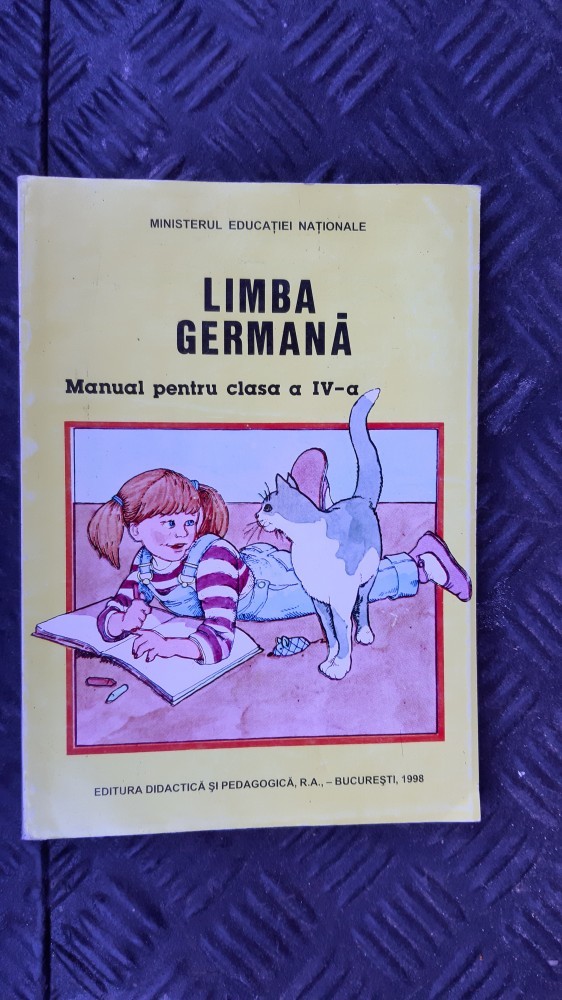 MINISTERUL EDUCAȚIEI NAȚIONALE
LIMBA
GERMANĂ
Manual pentru clasa a IV-a
EDITURA DIDACTICĂ ȘI PEDAGOGICĂ, R.A., – BUCUREȘTI, 1998